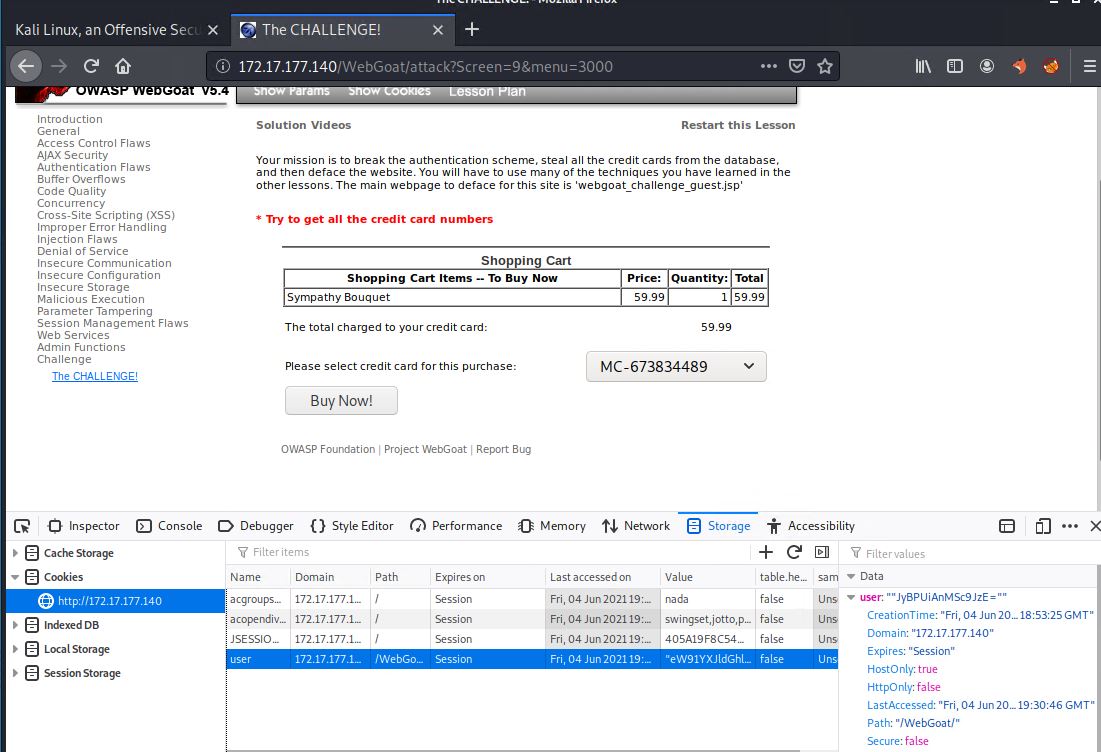 The CHALLENGE! - Mozilla Firefox
Kali Linux, an Offensive Secu
The CHALLENGE!
172.17.177.140/WebGoat/attack?Screen=9&menu=3000
OWASP WebGoat V5.4
Show Params Show Cookies Lesson Plan
Introduction
General
Access Control Flaws
AJAX Security
Authentication Flaws
Buffer Overflows
Code Quality
Concurrency
Cross-Site Scripting (XSS)
Improper Error Handling
Injection Flaws
Denial of Service
Insecure Communication
Insecure Configuration
Insecure Storage
Malicious Execution
Parameter Tampering
Session Management Flaws
Web Services
Admin Functions
Challenge
The CHALLENGE!
Solution Videos Restart this Lesson
Your mission is to break the authentication scheme, steal all the credit cards from the database,
and then deface the website. You will have to use many of the techniques you have learned in the
other lessons. The main webpage to deface for this site is 'webgoat_challenge_guest.jsp'
* Try to get all the credit card numbers
Shopping Cart
Shopping Cart Items -- To Buy Now Price: Quantity: Total
Sympathy Bouquet 59.99 1 59.99
The total charged to your credit card: 59.99
Please select credit card for this purchase: MC-673834489
Buy Now!
OWASP Foundation | Project WebGoat | Report Bug
Inspector Console Debugger {} Style Editor Performance Memory Network Storage Accessibility
Cache Storage
Cookies
http://172.17.177.140
Indexed DB
Local Storage
Session Storage
Filter items
Name Domain Path Expires on Last accessed on Value table.he... sam
acgroups... 172.17.177.1... / Session Fri, 04 Jun 2021 19:... nada false Uns
acopendiv... 172.17.177.1... / Session Fri, 04 Jun 2021 19:... swingset,jotto,p... false Uns
JSESSIO... 172.17.177.1... / Session Fri, 04 Jun 2021 19:... 405A19F8C54... false Uns
user 172.17.177.1... /WebGo... Session Fri, 04 Jun 2021 19:... "eW91YXJldGhl... false Uns
Filter values
Data
user: ""JyBPUiAnMSc9JzE=""
CreationTime: "Fri, 04 Jun 20... 18:53:25 GMT"
Domain: "172.17.177.140"
Expires: "Session"
HostOnly: true
HttpOnly: false
LastAccessed: "Fri, 04 Jun 20... 19:30:46 GMT"
Path: "/WebGoat/"
Secure: false